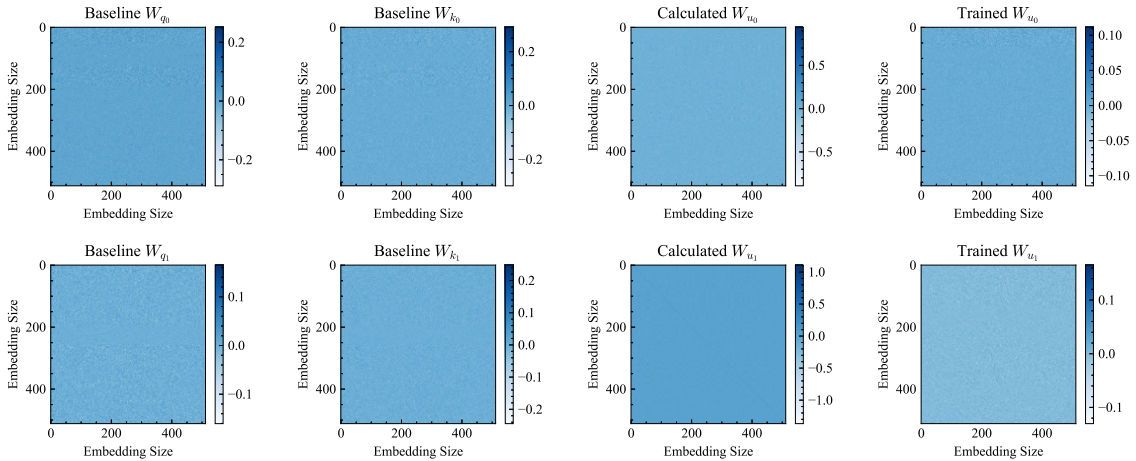 Baseline $W_{q_0}$
Baseline $W_{k_0}$
Calculated $W_{u_0}$
Trained $W_{u_0}$
Embedding Size
0
200
400
0 200 400
Embedding Size
0.2
0.0
−0.2
Embedding Size
0
200
400
0 200 400
Embedding Size
0.2
0.0
−0.2
Embedding Size
0
200
400
0 200 400
Embedding Size
0.5
0.0
−0.5
Embedding Size
0
200
400
0 200 400
Embedding Size
0.10
0.05
0.00
−0.05
−0.10
Baseline $W_{q_1}$
Baseline $W_{k_1}$
Calculated $W_{u_1}$
Trained $W_{u_1}$
Embedding Size
0
200
400
0 200 400
Embedding Size
0.1
0.0
−0.1
Embedding Size
0
200
400
0 200 400
Embedding Size
0.2
0.1
0.0
−0.1
−0.2
Embedding Size
0
200
400
0 200 400
Embedding Size
1.0
0.5
0.0
−0.5
−1.0
Embedding Size
0
200
400
0 200 400
Embedding Size
0.1
0.0
−0.1